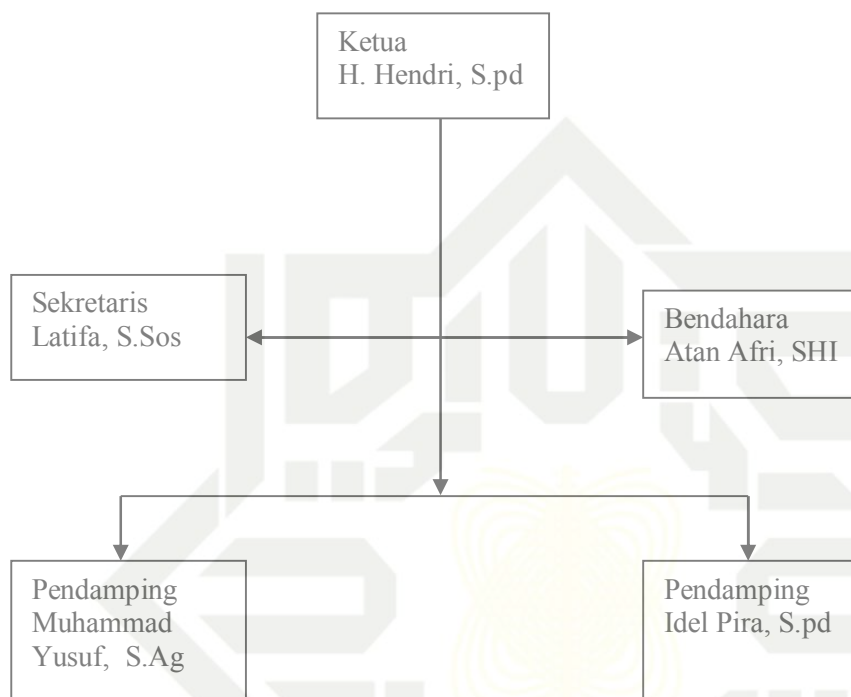 Ketua
H. Hendri, S.pd
Sekretaris
Latifa, S.Sos
Bendahara
Atan Afri, SHI
Pendamping
Muhammad
Yusuf,  S.Ag
Pendamping
Idel Pira, S.pd